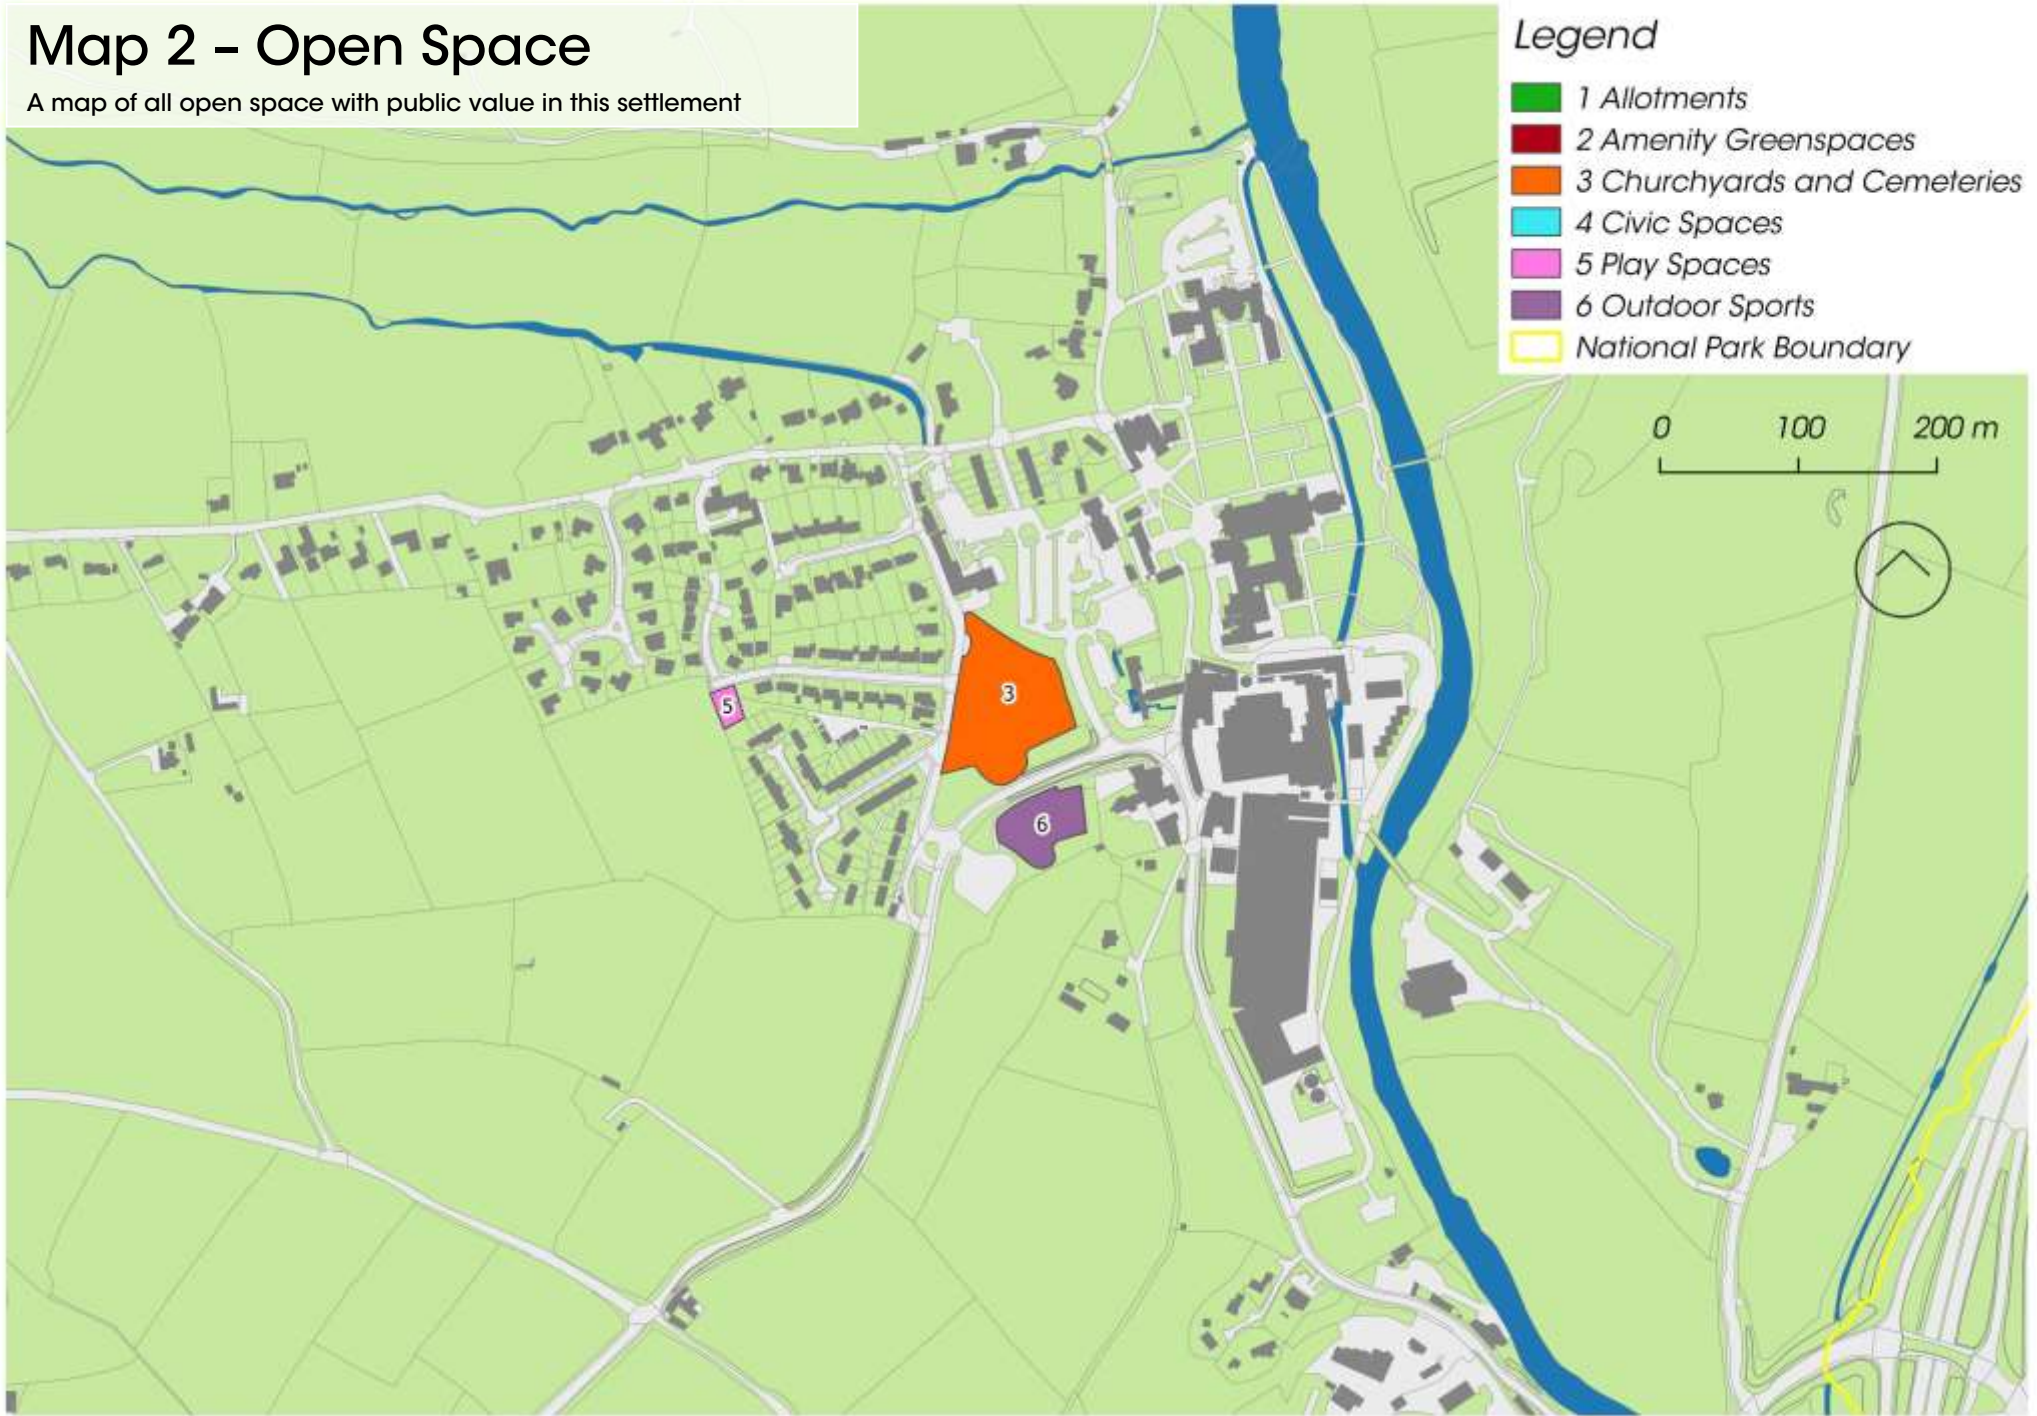 Map 2 – Open Space
A map of all open space with public value in this settlement
Legend
1 Allotments
2 Amenity Greenspaces
3 Churchyards and Cemeteries
4 Civic Spaces
5 Play Spaces
6 Outdoor Sports
National Park Boundary
0 100 200 m
3
5
6